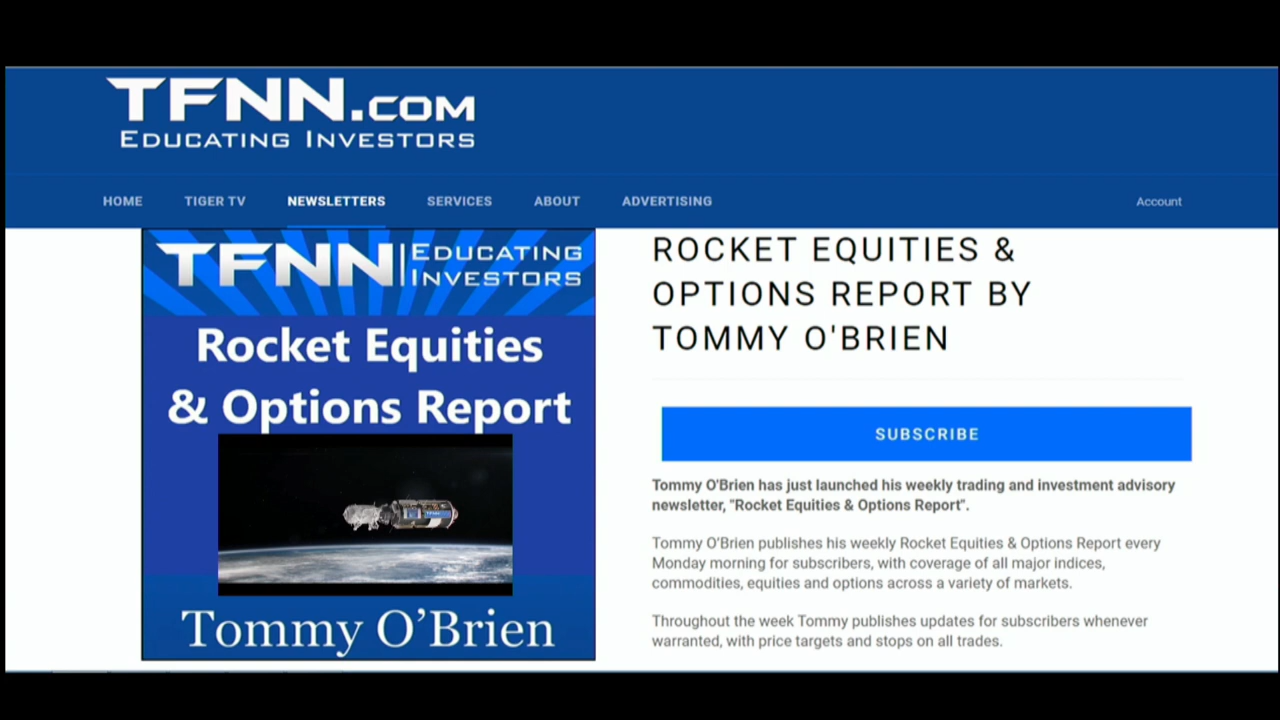 TFNN.COM
EDUCATING INVESTORS
HOME TIGER TV NEWSLETTERS SERVICES ABOUT ADVERTISING Account
TFNN | EDUCATING INVESTORS
Rocket Equities
& Options Report
TFNN
Tommy O’Brien
ROCKET EQUITIES &
OPTIONS REPORT BY
TOMMY O'BRIEN
SUBSCRIBE
Tommy O'Brien has just launched his weekly trading and investment advisory
newsletter, "Rocket Equities & Options Report".
Tommy O’Brien publishes his weekly Rocket Equities & Options Report every
Monday morning for subscribers, with coverage of all major indices,
commodities, equities and options across a variety of markets.
Throughout the week Tommy publishes updates for subscribers whenever
warranted, with price targets and stops on all trades.